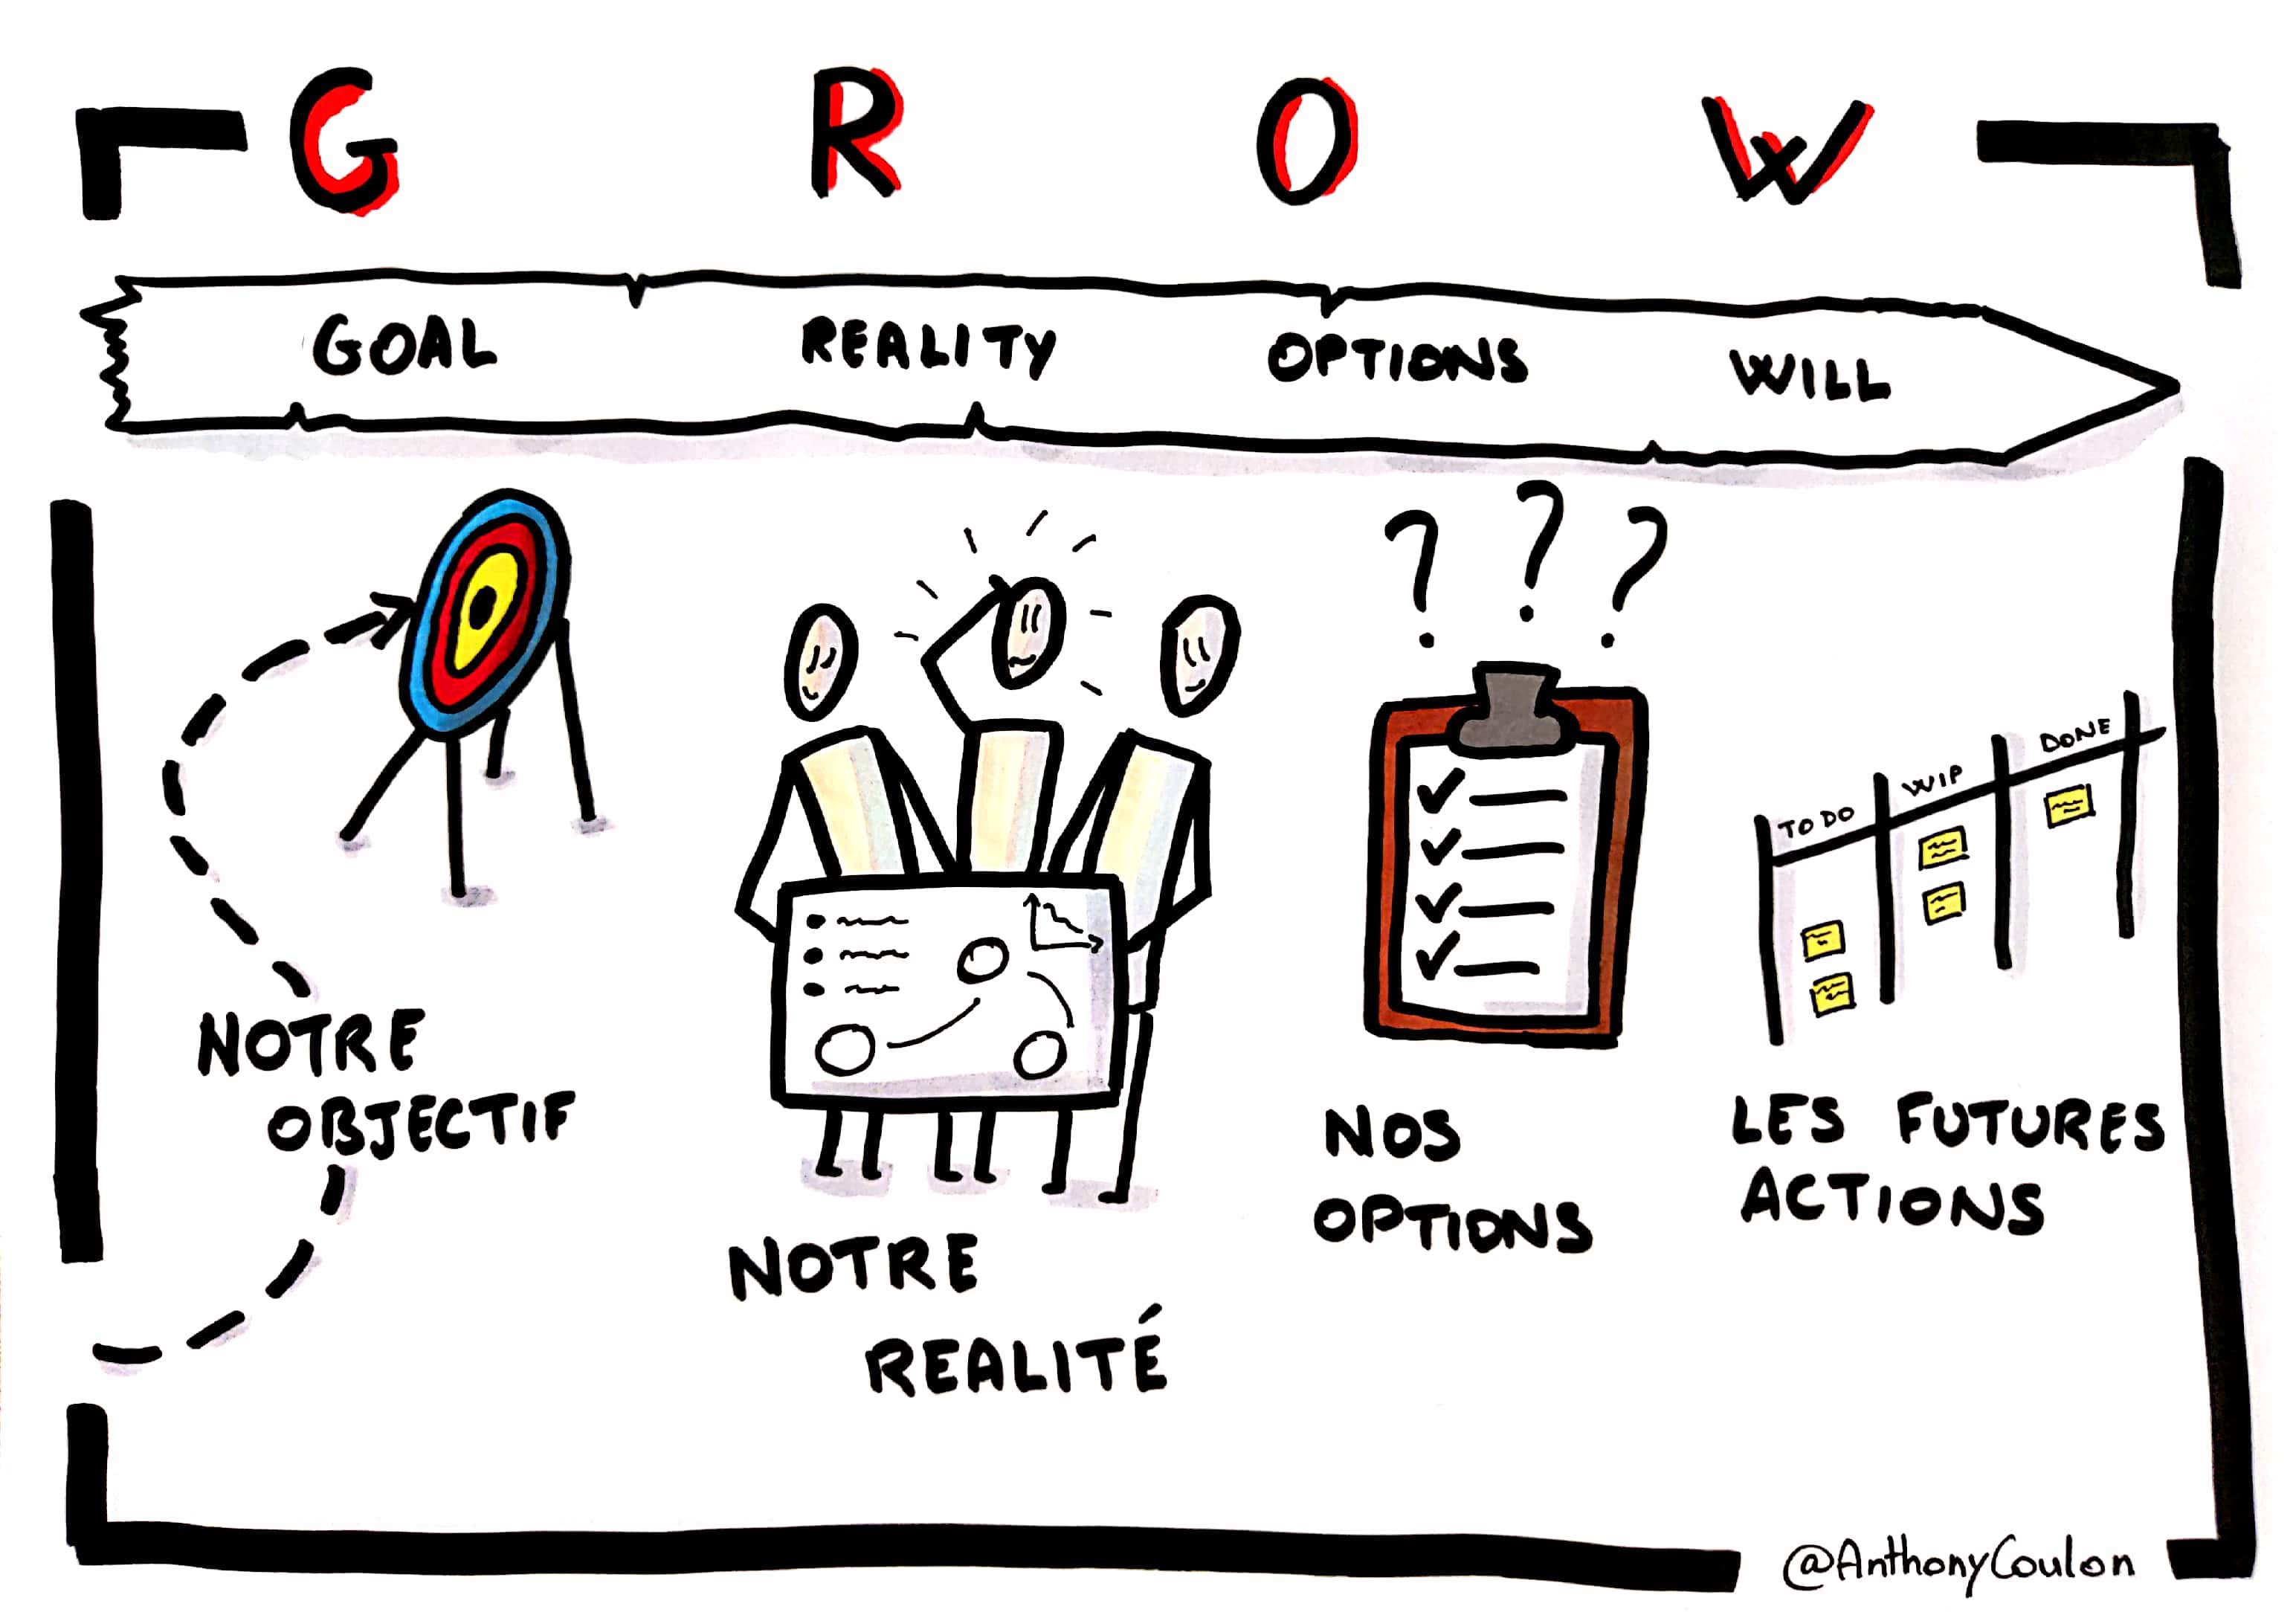 G R O W
GOAL REALITY OPTIONS WILL
???
TO DO WIP DONE
NOTRE
OBJECTIF
NOTRE
REALITÉ
NOS
OPTIONS
LES FUTURES
ACTIONS
@AnthonyCoulon